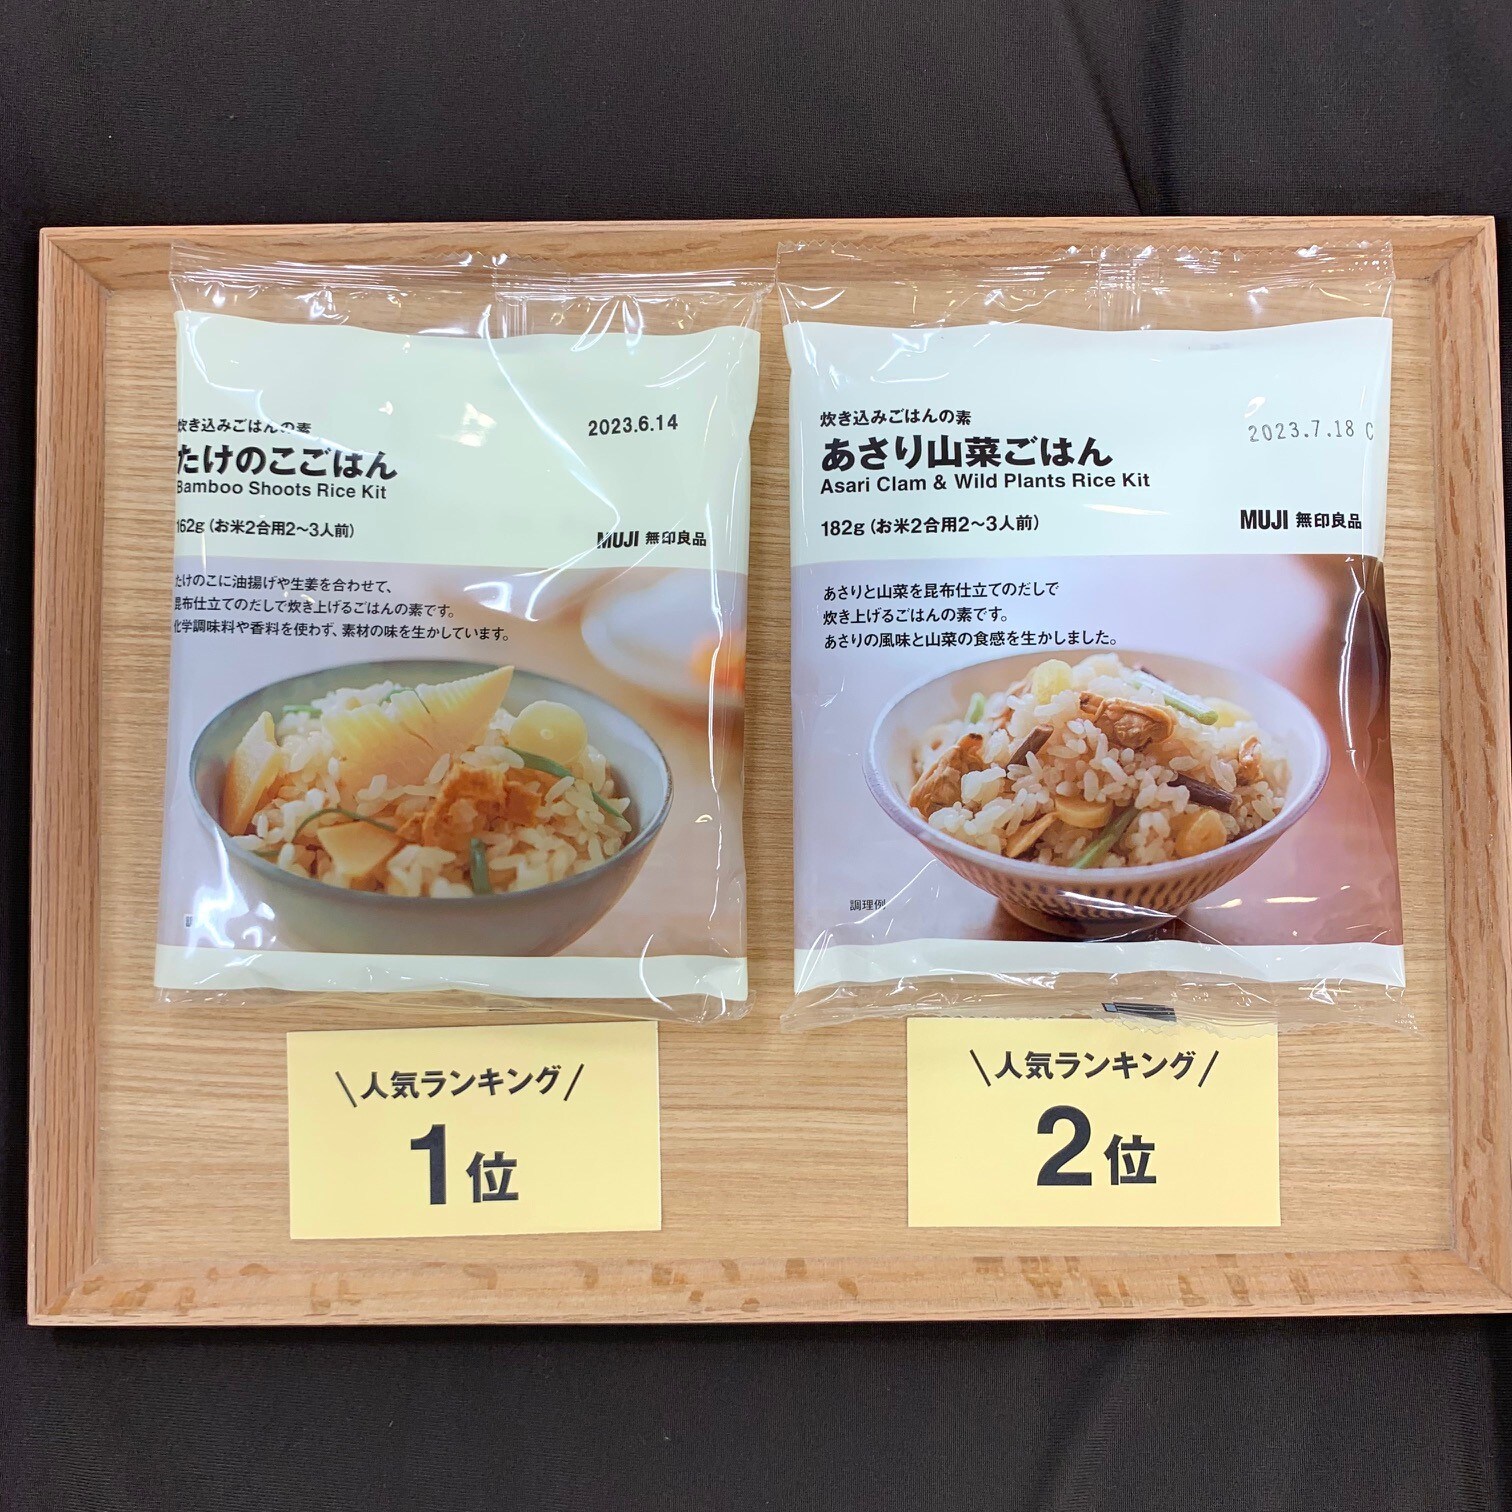 炊き込みごはんの素
たけのこごはん
Bamboo Shoots Rice Kit
162g (お米2合用2〜3人前)
2023.6.14
MUJI 無印良品
たけのこに油揚げや生姜を合わせて、
昆布仕立てのだしで炊き上げるごはんの素です。
化学調味料や香料を使わず、素材の味を生かしています。
炊き込みごはんの素
あさり山菜ごはん
Asari Clam & Wild Plants Rice Kit
182g (お米2合用2〜3人前)
2023.7.18 C
MUJI 無印良品
あさりと山菜を昆布仕立てのだしで
炊き上げるごはんの素です。
あさりの風味と山菜の食感を生かしました。
調理例
\人気ランキング/
1位
\人気ランキング/
2位